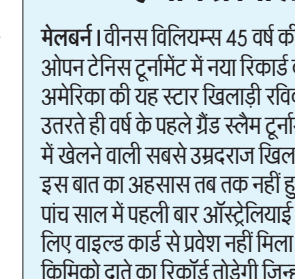 मेलबर्न। वीनस विलियम्स 45 वर्ष की
ओपन टेनिस टूर्नामेंट में नया रिकार्ड
अमेरिका की यह स्टार खिलाड़ी
उतरते ही वर्ष के पहले ग्रैंड स्लैम
में खेलने वाली सबसे उम्रदराज
इस बात का अहसास तब तक नहीं
पांच साल में पहली बार ऑस्ट्रेलियाई
लिए वाइल्ड कार्ड से प्रवेश नहीं मिला
किमिको दाते का रिकॉर्ड तोड़ेगी